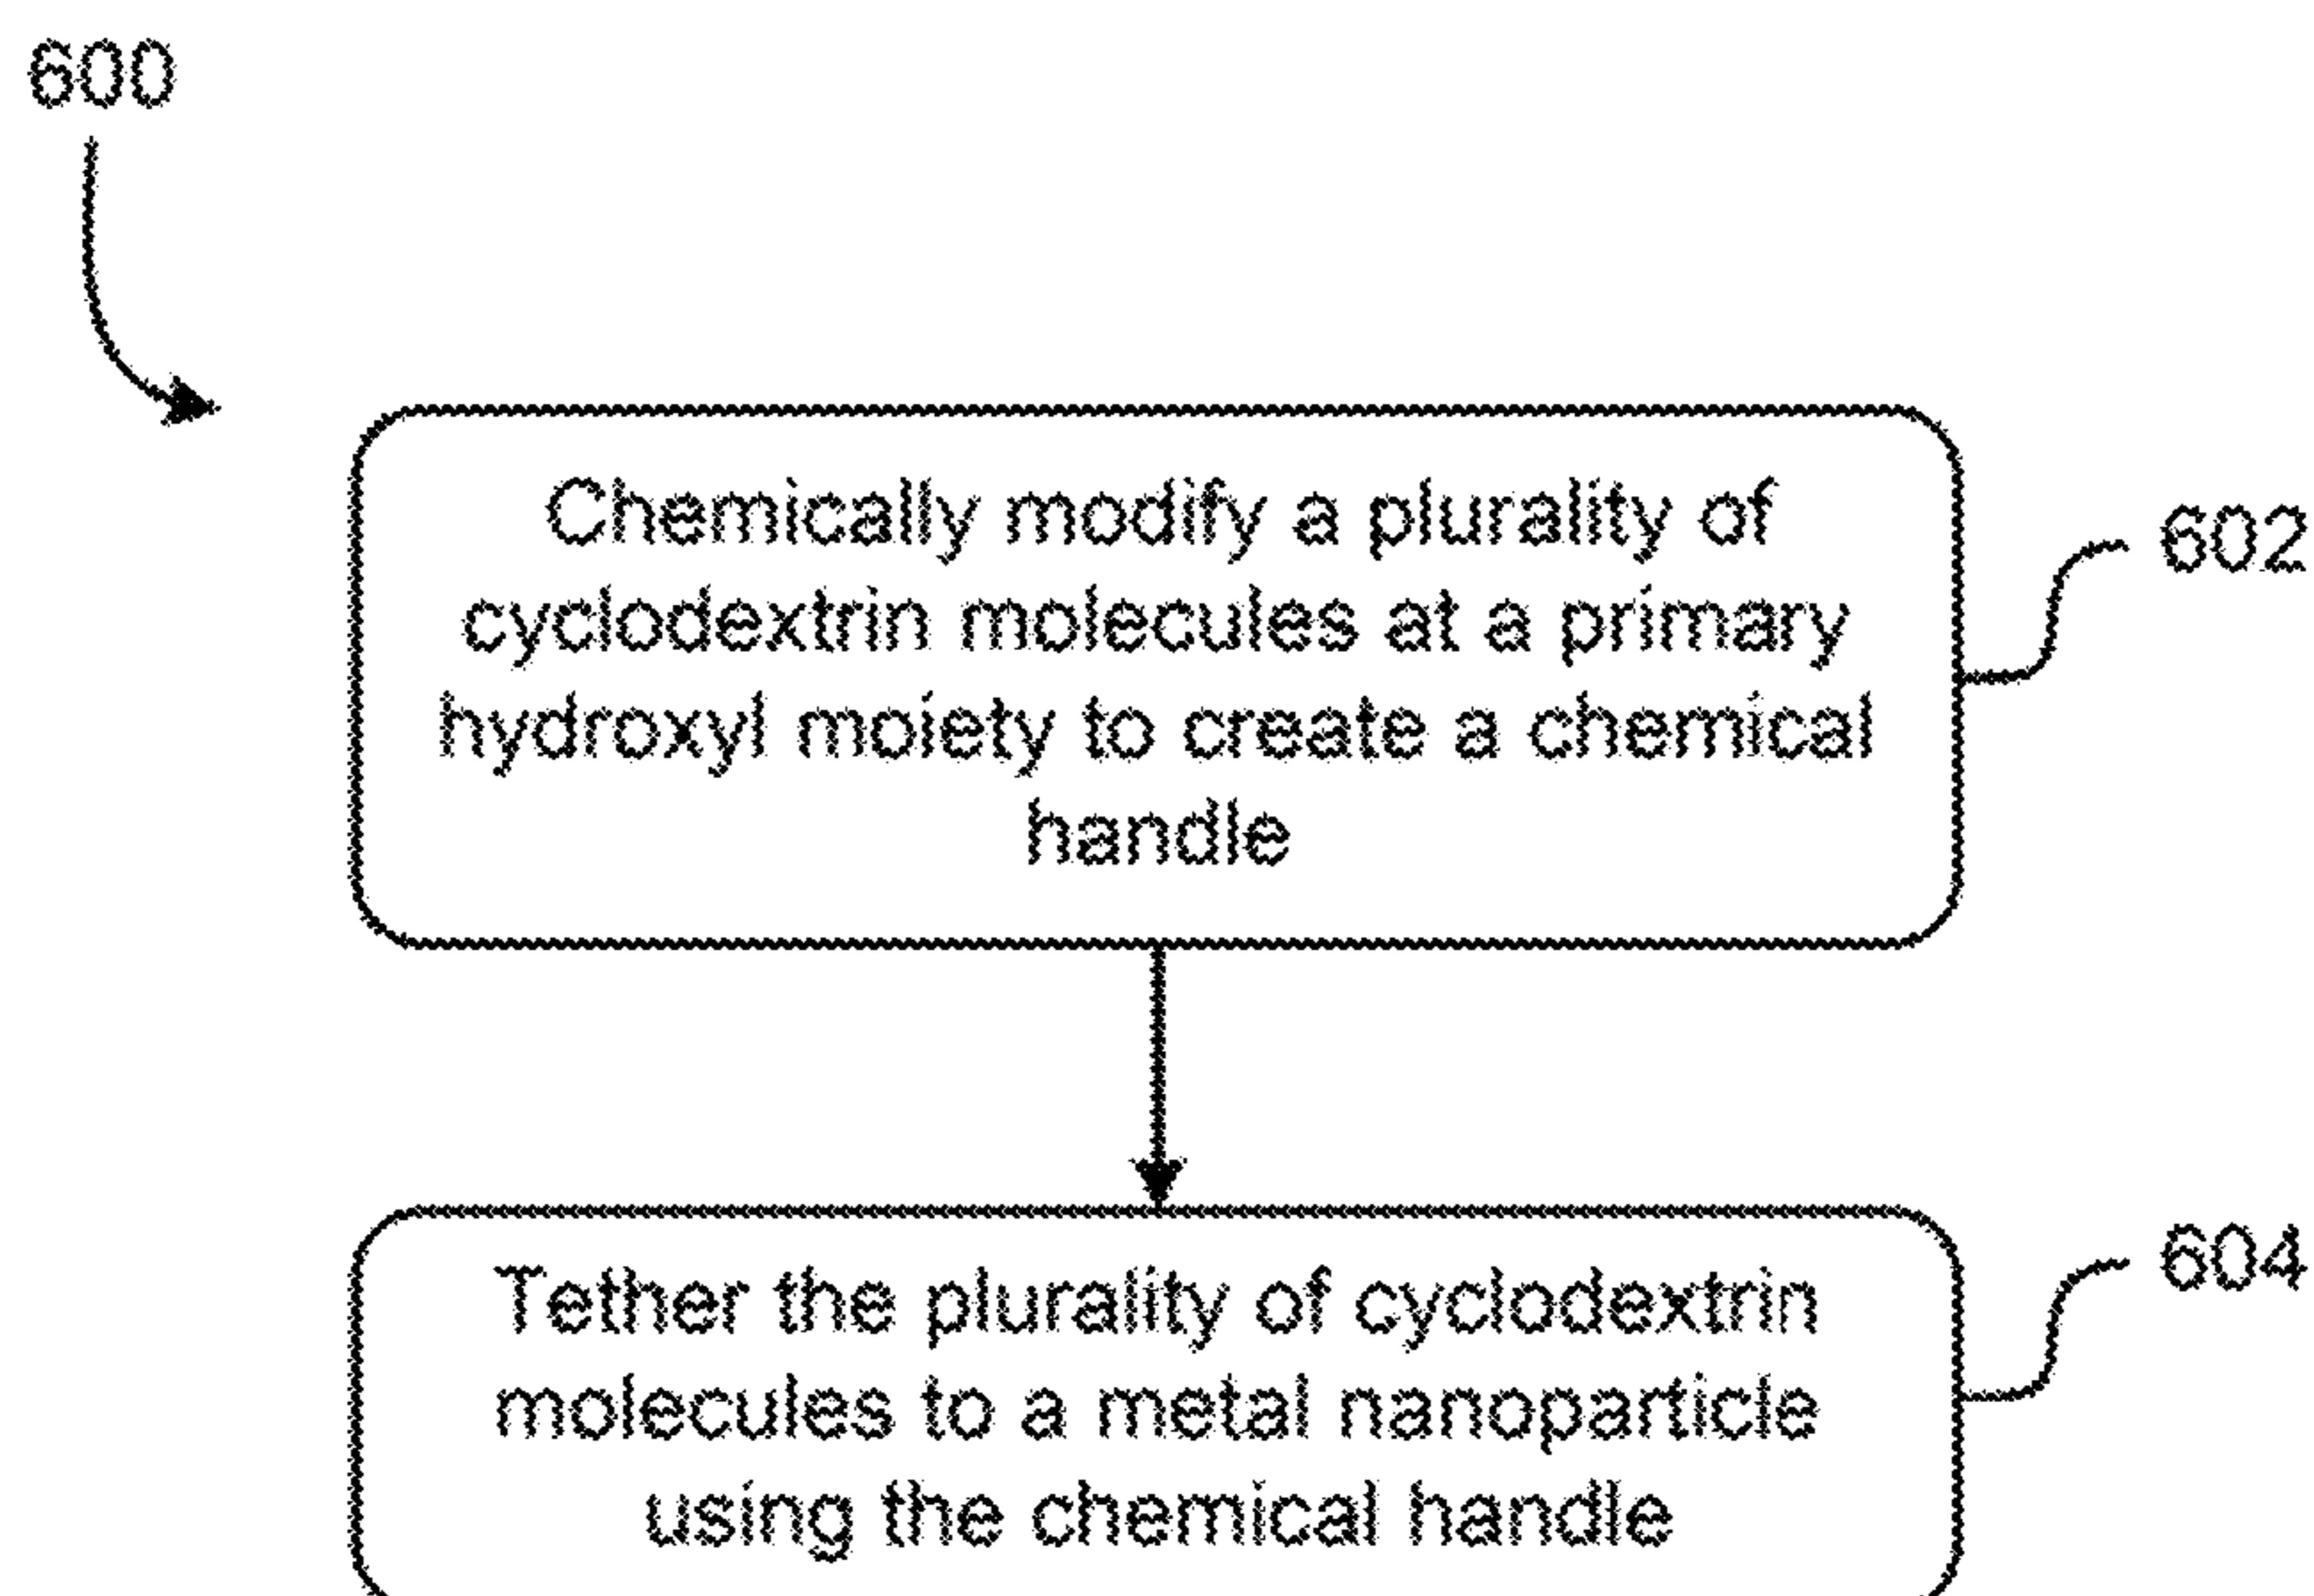 600
Chemically modify a plurality of
cyclodextrin molecules at a primary
hydroxyl moiety to create a chemical
handle
602
Tether the plurality of cyclodextrin
molecules to a metal nanoparticle
using the chemical handle
604